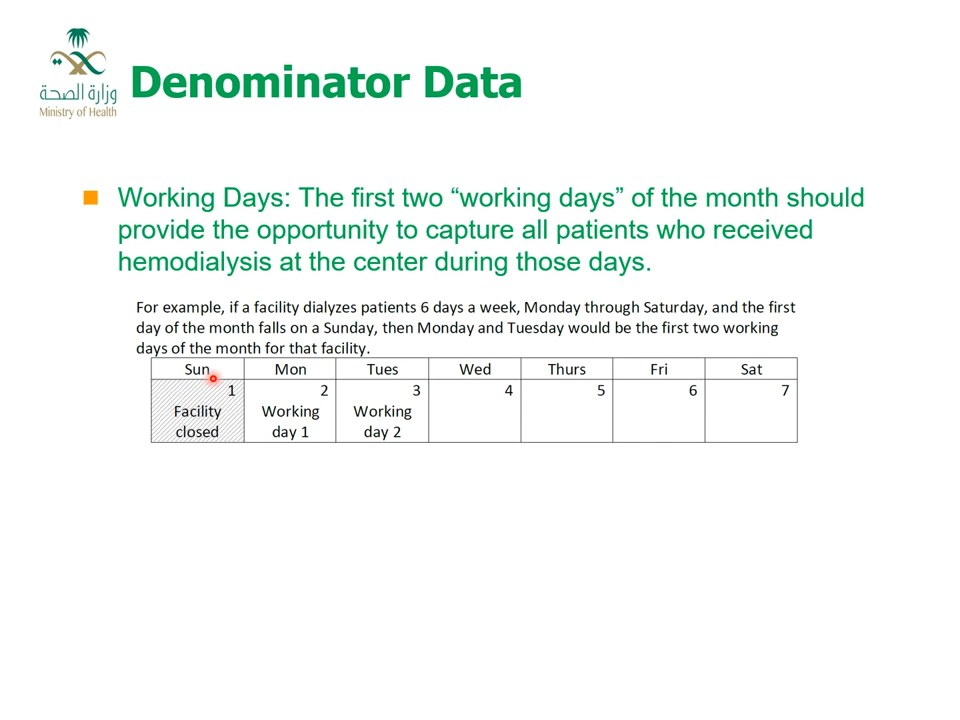 وزارة الصحة
Ministry of Health
Denominator Data
Working Days: The first two “working days” of the month should
provide the opportunity to capture all patients who received
hemodialysis at the center during those days.
For example, if a facility dialyzes patients 6 days a week, Monday through Saturday, and the first
day of the month falls on a Sunday, then Monday and Tuesday would be the first two working
days of the month for that facility.
Sun Mon Tues Wed Thurs Fri Sat
1 2 3 4 5 6 7
Facility Working Working
closed day 1 day 2